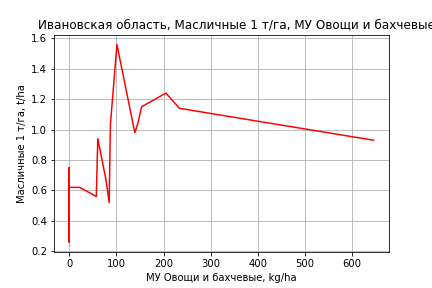 Ивановская область, Масличные 1 т/га, МУ Овощи и бахчевые
1.6
1.4
1.2
1.0
0.8
0.6
0.4
0.2
Масличные 1 т/га, t/ha
0 100 200 300 400 500 600
МУ Овощи и бахчевые, kg/ha